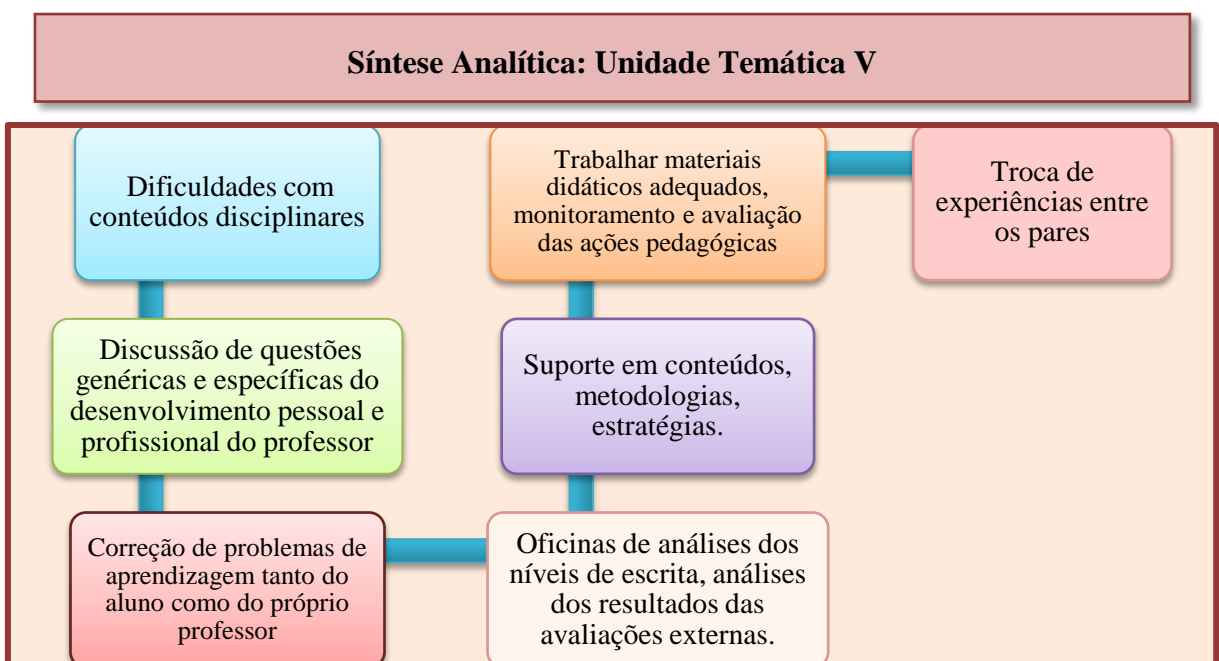 Síntese Analítica: Unidade Temática V
Dificuldades com
conteúdos disciplinares
Discussão de questões
genéricas e específicas do
desenvolvimento pessoal e
profissional do professor
Correção de problemas de
aprendizagem tanto do
aluno como do próprio
professor
Oficinas de análises dos
níveis de escrita, análises
dos resultados das
avaliações externas.
Suporte em conteúdos,
metodologias,
estratégias.
Trabalhar materiais
didáticos adequados,
monitoramento e avaliação
das ações pedagógicas
Troca de
experiências entre
os pares